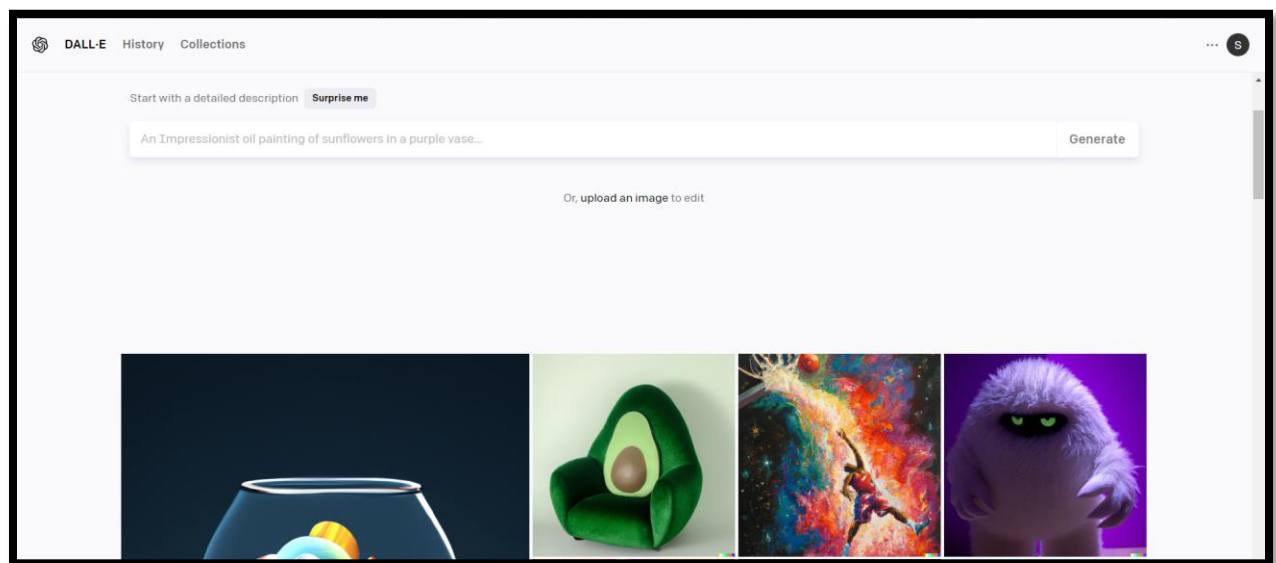 DALL·E History Collections ··· S
Start with a detailed description Surprise me
An Impressionist oil painting of sunflowers in a purple vase... Generate
Or, upload an image to edit